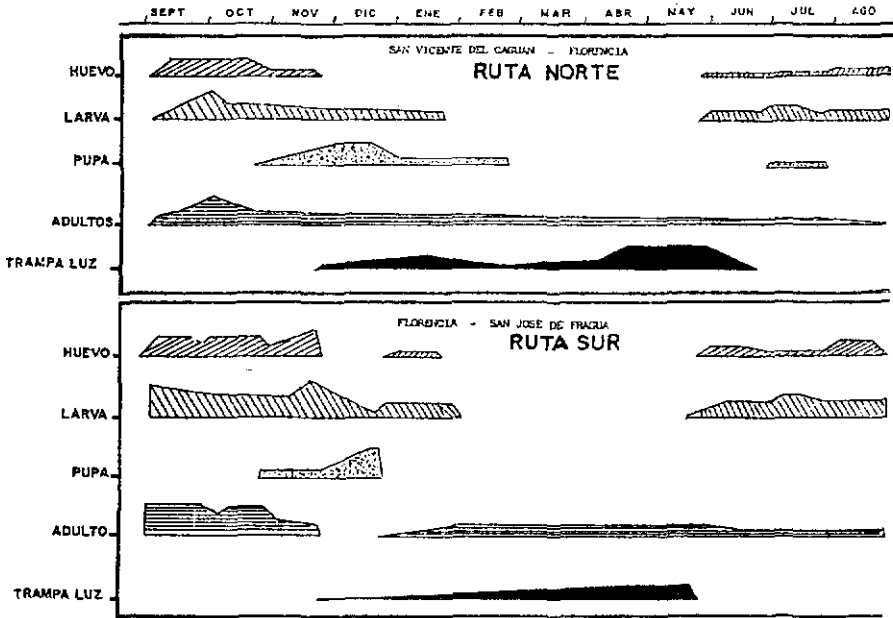 SEPT OCT NOV DIC ENE FEB MAR ABR MAY JUN JUL AGO
SAN VICENTE DEL CAGUAN - FLORENCIA
RUTA NORTE
HUEVO
LARVA
PUPA
ADULTOS
TRAMPA LUZ
FLORENCIA - SAN JOSE DE FRAGUA
RUTA SUR
HUEVO
LARVA
PUPA
ADULTO
TRAMPA LUZ